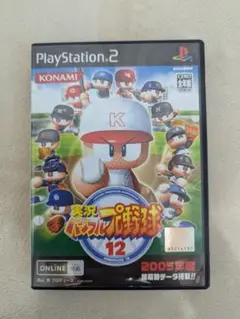 PlayStation 2
KONAMI
K
実況
パワフルプロ野球
12
ONLINE
2005年度
開幕版データ搭載!!